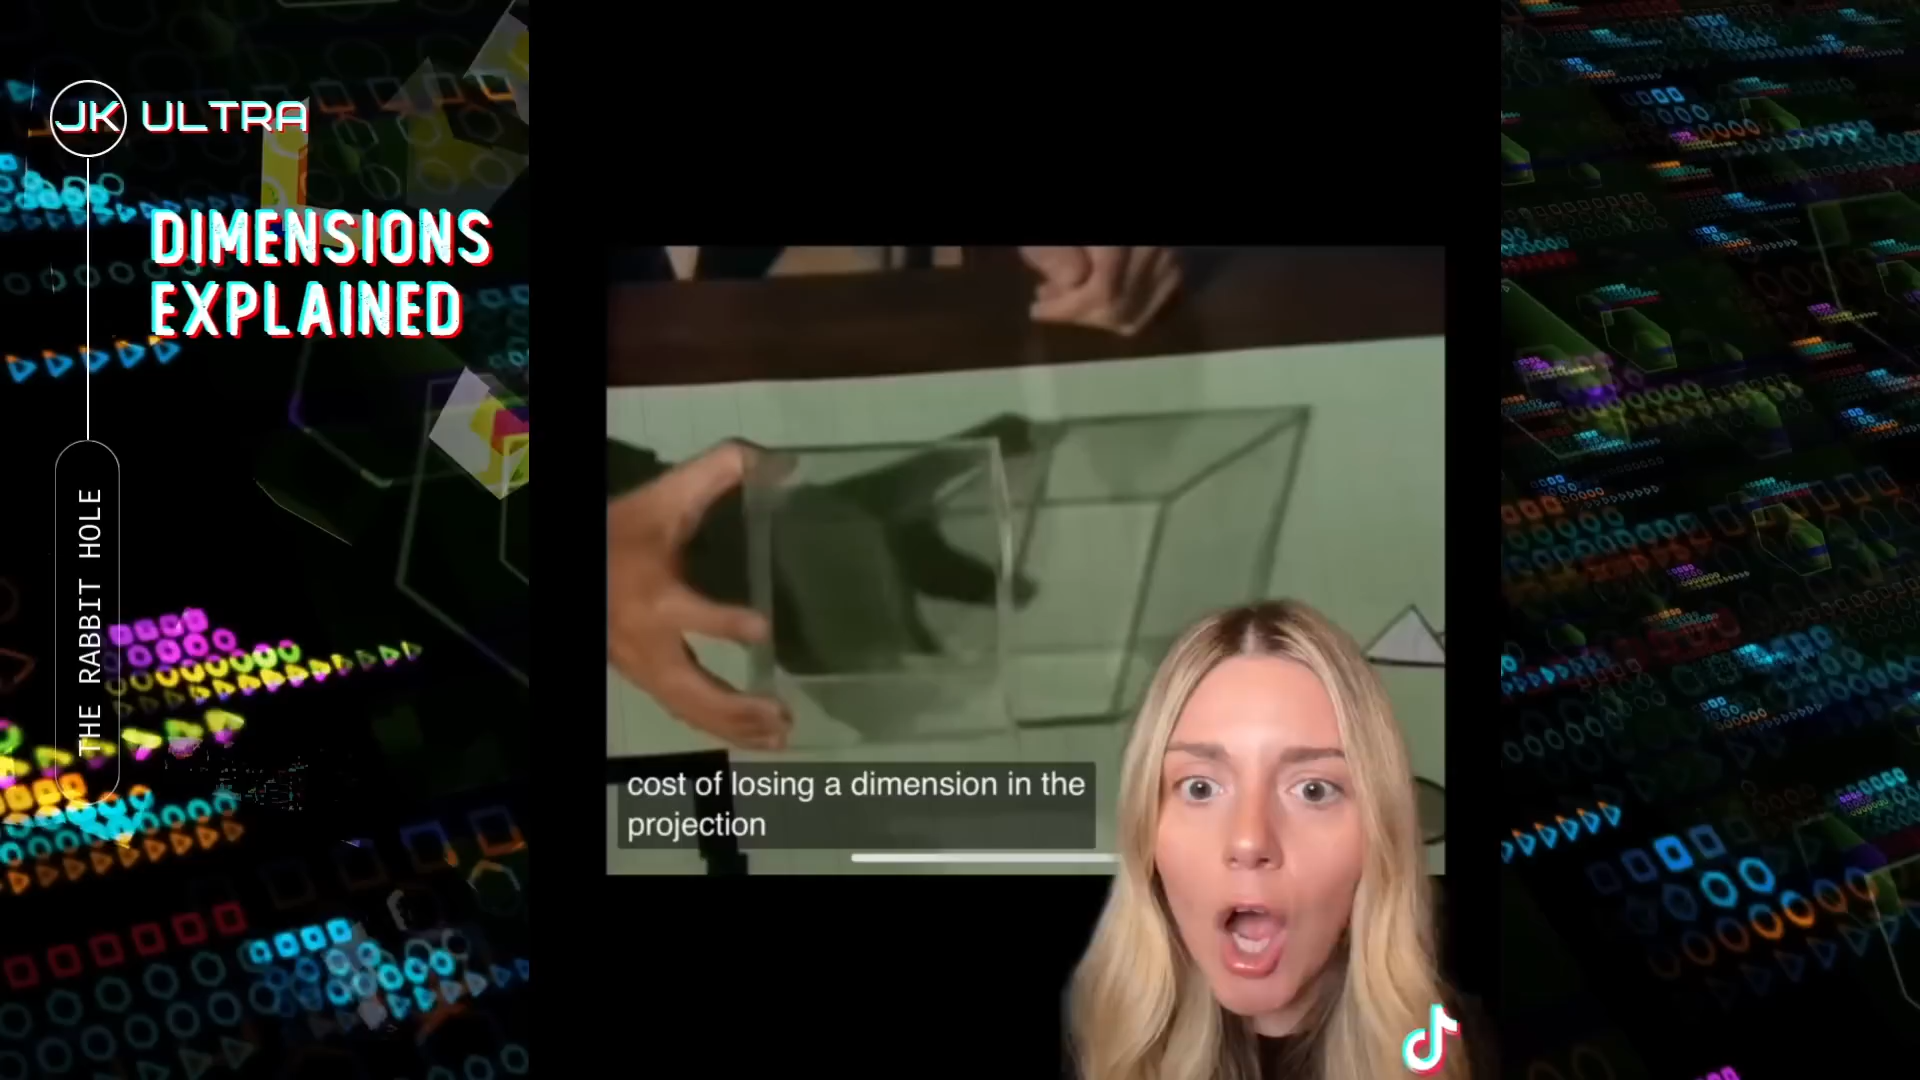 JK ULTRA
DIMENSIONS
EXPLAINED
THE RABBIT HOLE
cost of losing a dimension in the
projection